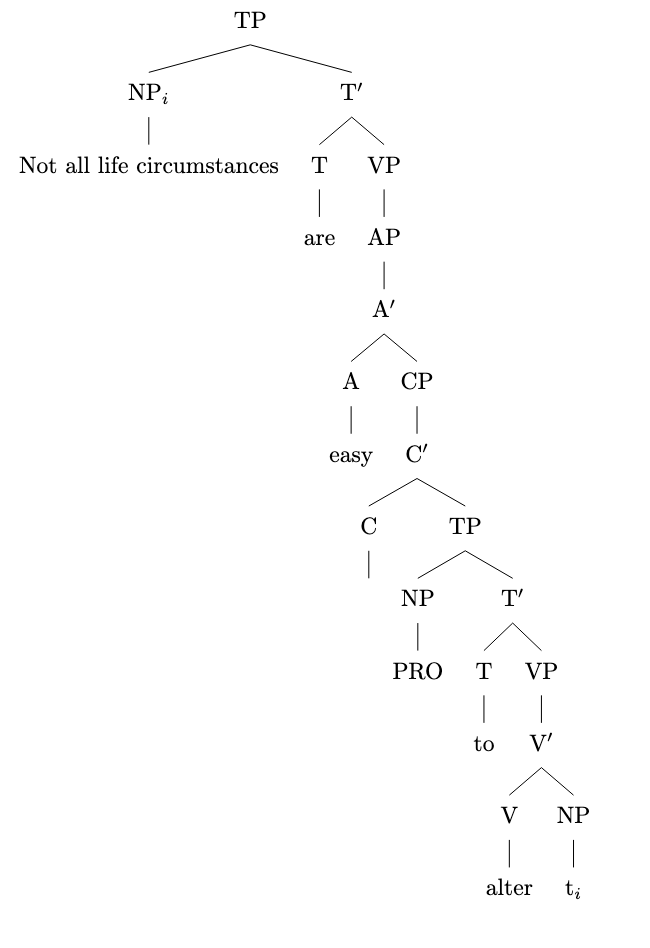 TP
NPᵢ T′
Not all life circumstances T VP
are AP
A′
A CP
easy C′
C TP
NP T′
PRO T VP
to V′
V NP
alter tᵢ